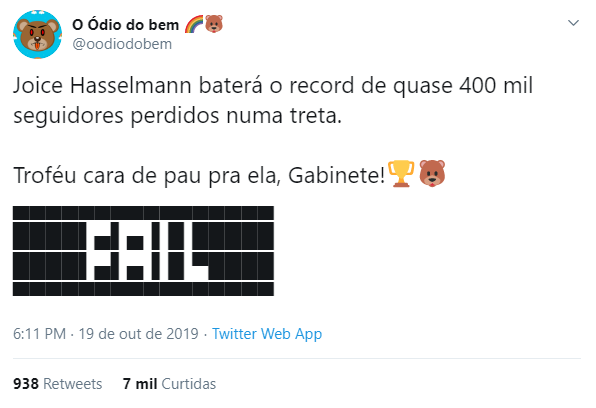 O Ódio do bem 🌈🐻
@oodiodobem
Joice Hasselmann baterá o record de quase 400 mil
seguidores perdidos numa treta.
Troféu cara de pau pra ela, Gabinete!🏆🐻
FAIL
6:11 PM · 19 de out de 2019 · Twitter Web App
938 Retweets 7 mil Curtidas